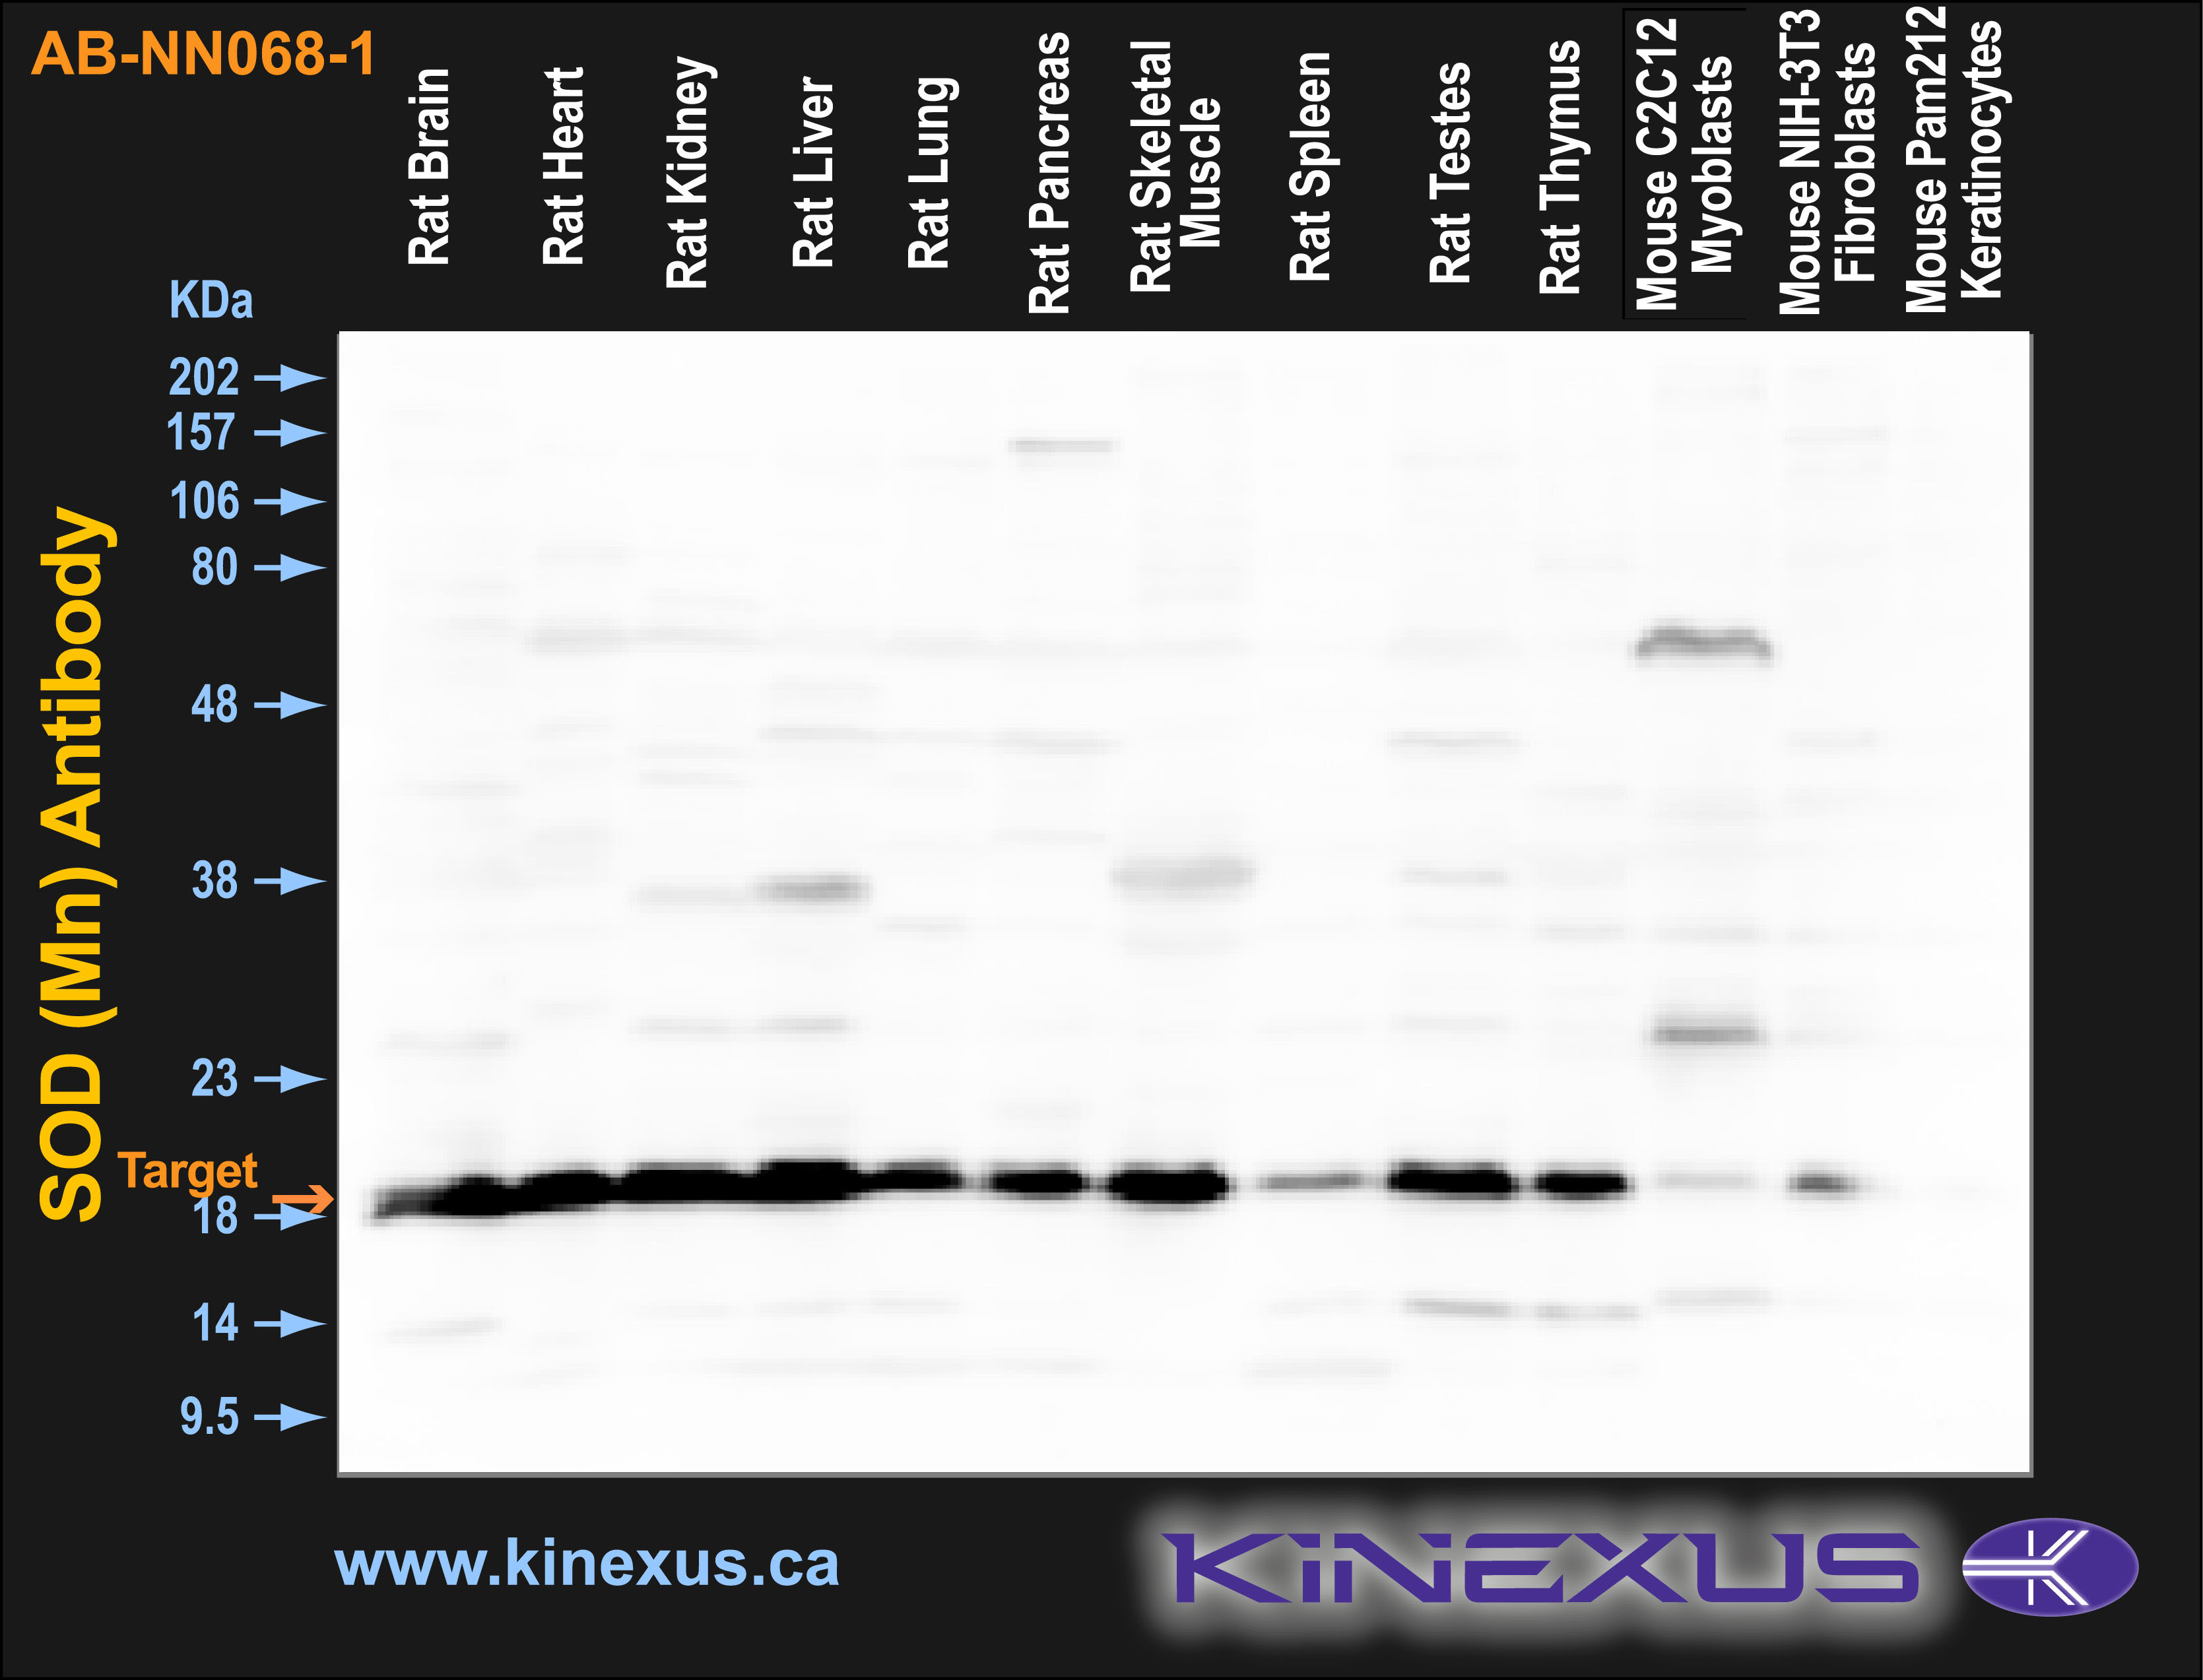 AB-NN068-1
Rat Brain
Rat Heart
Rat Kidney
Rat Liver
Rat Lung
Rat Pancreas
Rat Skeletal
Muscle
Rat Spleen
Rat Testes
Rat Thymus
Mouse C2C12
Myoblasts
Mouse NIH-3T3
Fibroblasts
Mouse Pam212
Keratinocytes
KDa
202
157
106
80
48
38
23
Target
18
14
9.5
SOD (Mn) Antibody
www.kinexus.ca
KiNEXUS